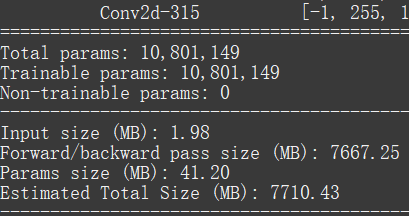 Conv2d-315 [-1, 255, 1
================================================
Total params: 10,801,149
Trainable params: 10,801,149
Non-trainable params: 0
------------------------------------------------
Input size (MB): 1.98
Forward/backward pass size (MB): 7667.25
Params size (MB): 41.20
Estimated Total Size (MB): 7710.43
------------------------------------------------